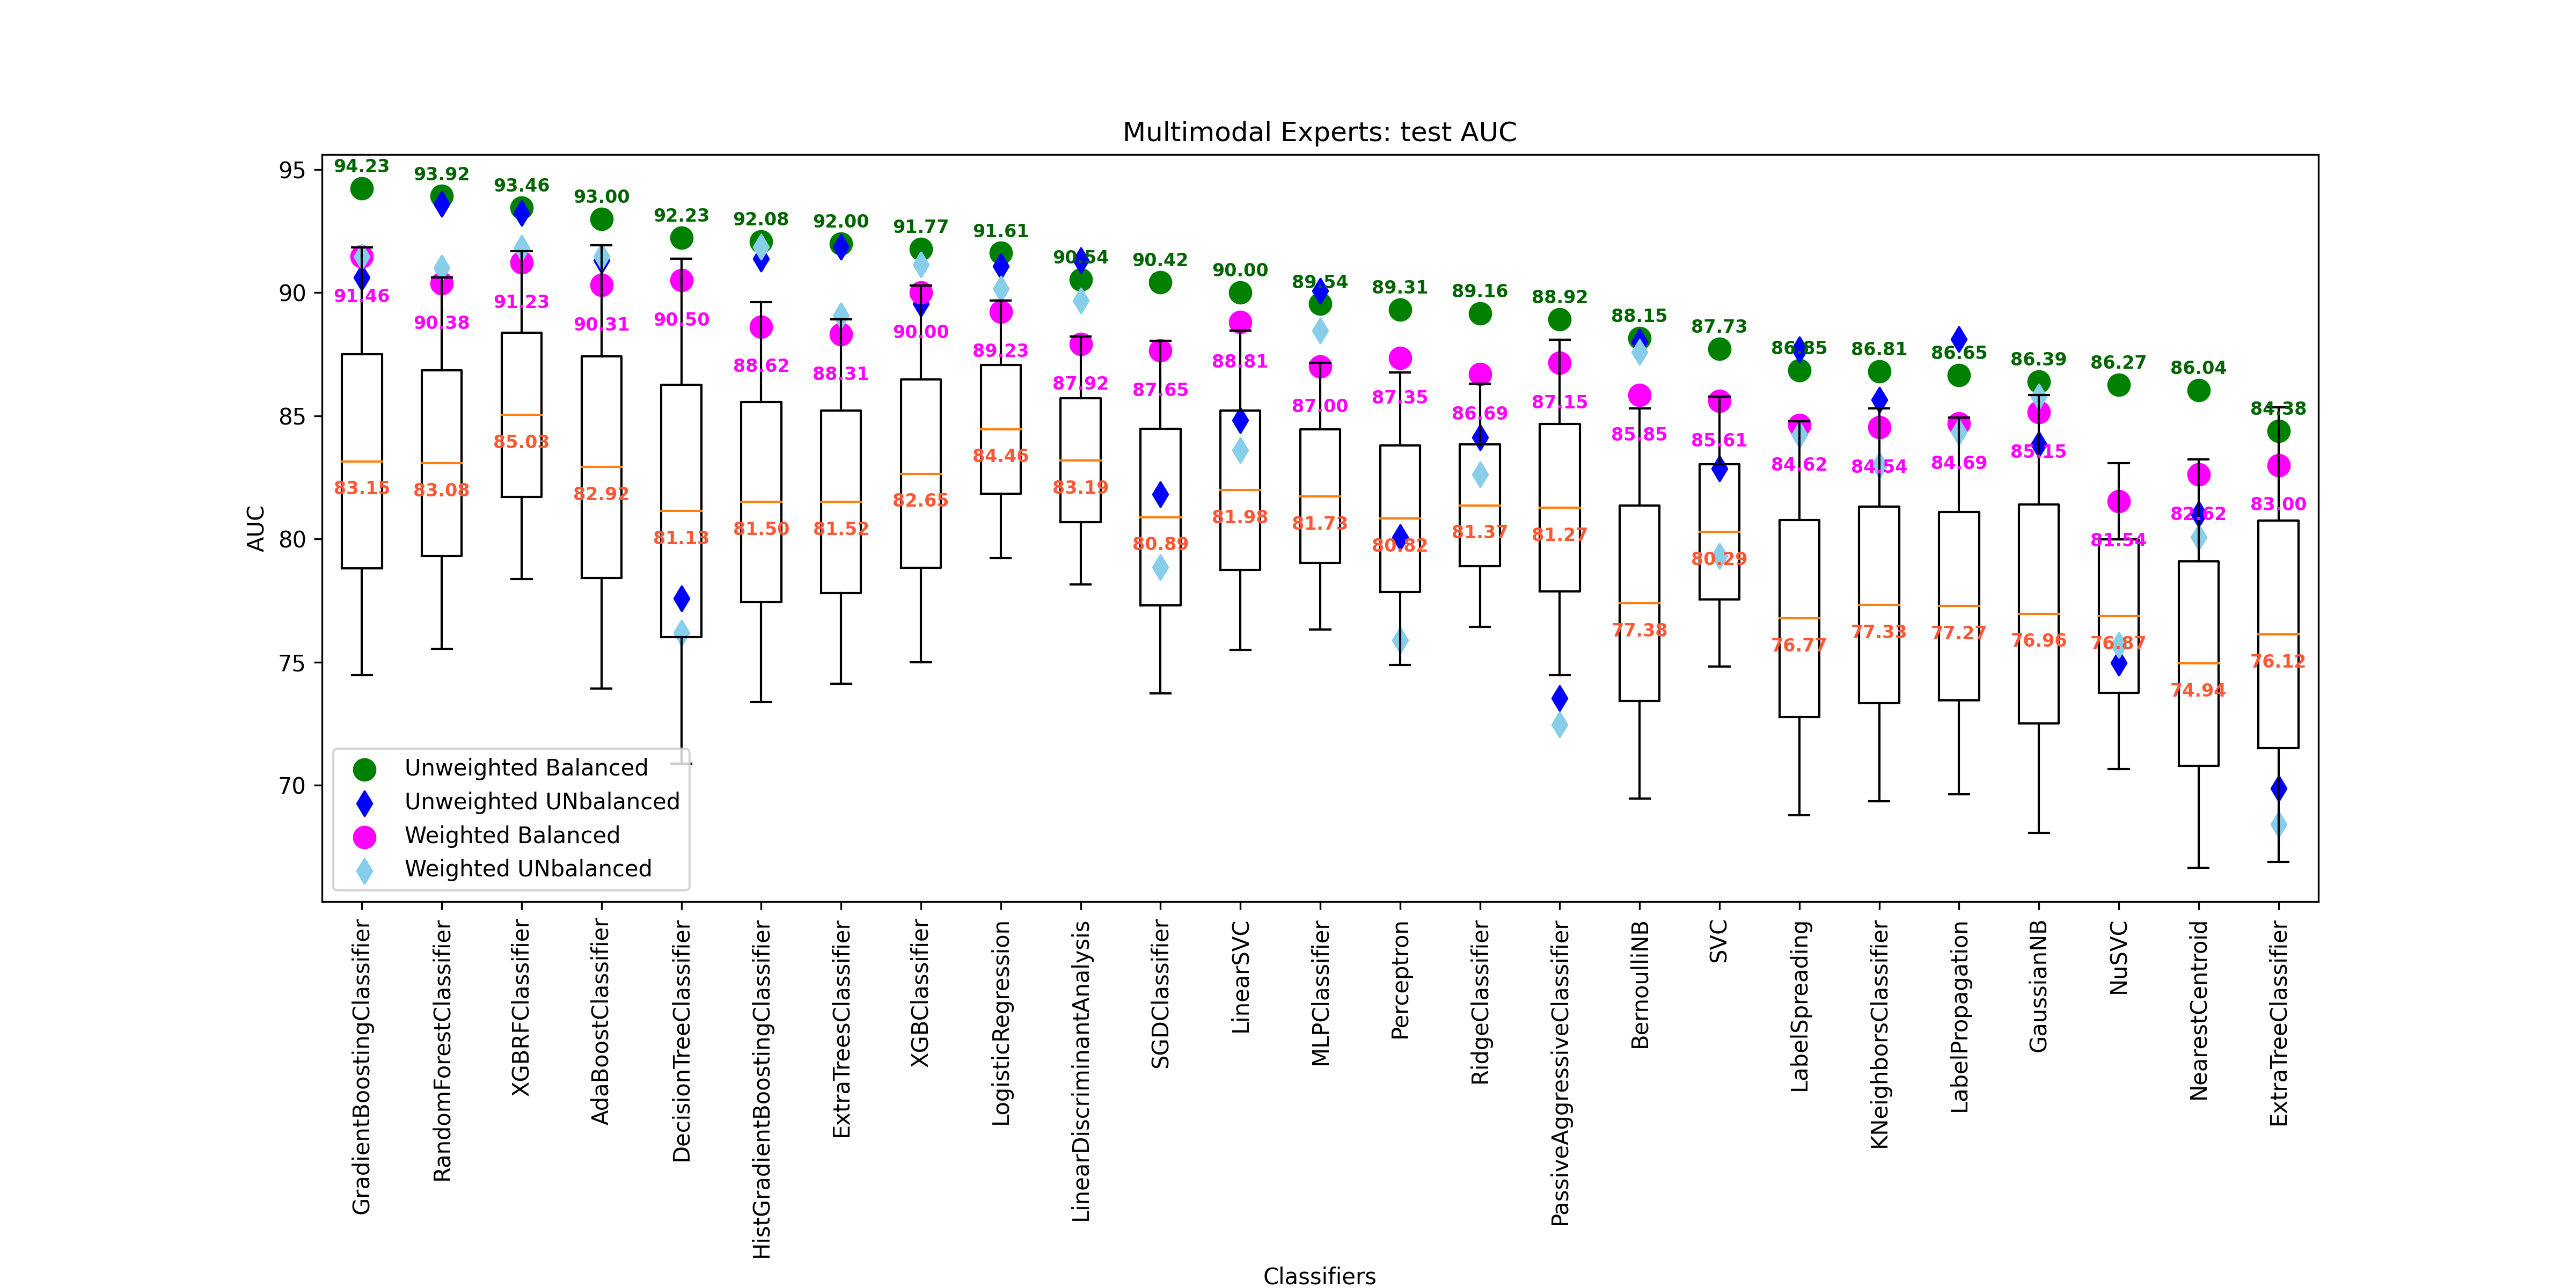 Multimodal Experts: test AUC
AUC
95
90
85
80
75
70
94.23
93.92
93.46
93.00
92.23
92.08
92.00
91.77
91.61
90.54
90.42
90.00
89.54
89.31
89.16
88.92
88.15
87.73
86.85
86.81
86.65
86.39
86.27
86.04
84.38
91.46
90.38
91.23
90.31
90.50
88.62
88.31
90.00
89.23
87.92
87.65
88.81
87.00
87.35
86.69
87.15
85.85
85.61
84.62
84.54
84.69
85.15
81.54
82.62
83.00
83.15
83.08
85.03
82.92
81.13
81.50
81.52
82.65
84.46
83.19
80.89
81.98
81.73
80.82
81.37
81.27
77.38
80.29
76.77
77.33
77.27
76.96
76.87
74.94
76.12
Unweighted Balanced
Unweighted UNbalanced
Weighted Balanced
Weighted UNbalanced
GradientBoostingClassifier
RandomForestClassifier
XGBRFClassifier
AdaBoostClassifier
DecisionTreeClassifier
HistGradientBoostingClassifier
ExtraTreesClassifier
XGBClassifier
LogisticRegression
LinearDiscriminantAnalysis
SGDClassifier
LinearSVC
MLPClassifier
Perceptron
RidgeClassifier
PassiveAggressiveClassifier
BernoulliNB
SVC
LabelSpreading
KNeighborsClassifier
LabelPropagation
GaussianNB
NuSVC
NearestCentroid
ExtraTreeClassifier
Classifiers